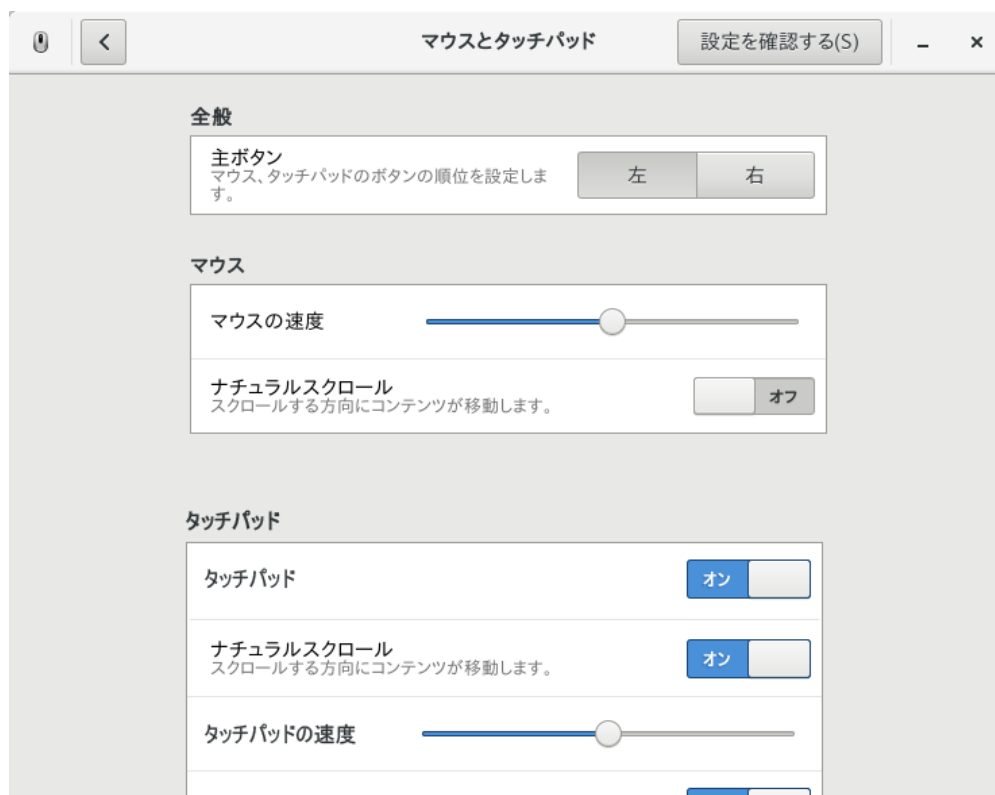 マウスとタッチパッド
設定を確認する(S)
全般
主ボタン
マウス、タッチパッドのボタンの順位を設定しま
す。
左
右
マウス
マウスの速度
ナチュラルスクロール
スクロールする方向にコンテンツが移動します。
オフ
タッチパッド
タッチパッド
オン
ナチュラルスクロール
スクロールする方向にコンテンツが移動します。
オン
タッチパッドの速度